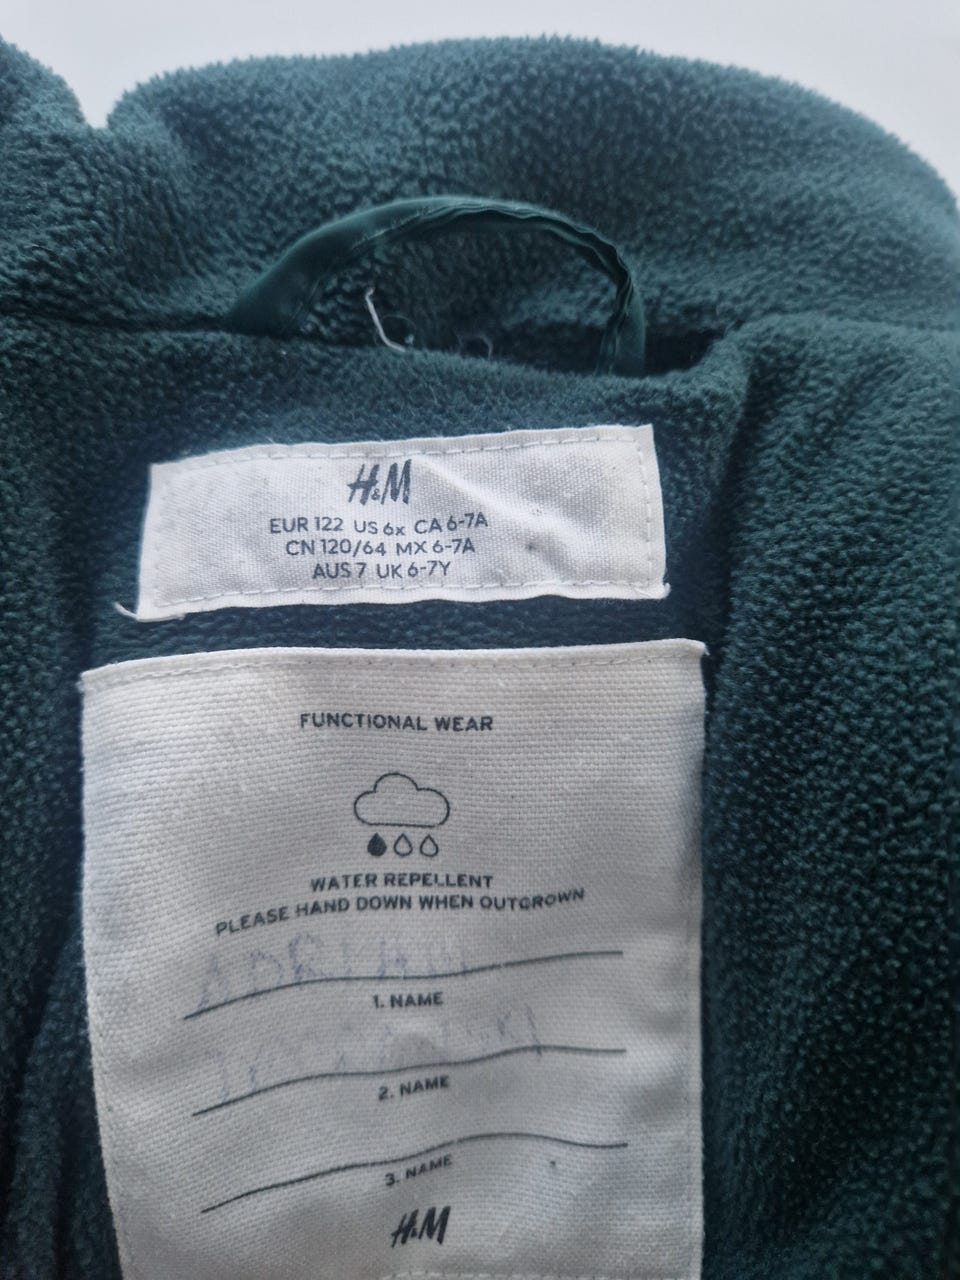 H&M
EUR 122 US 6x CA 6-7A
CN 120/64 MX 6-7A
AUS 7 UK 6-7Y
FUNCTIONAL WEAR
WATER REPELLENT
PLEASE HAND DOWN WHEN OUTGROWN
1. NAME
2. NAME
3. NAME
H&M